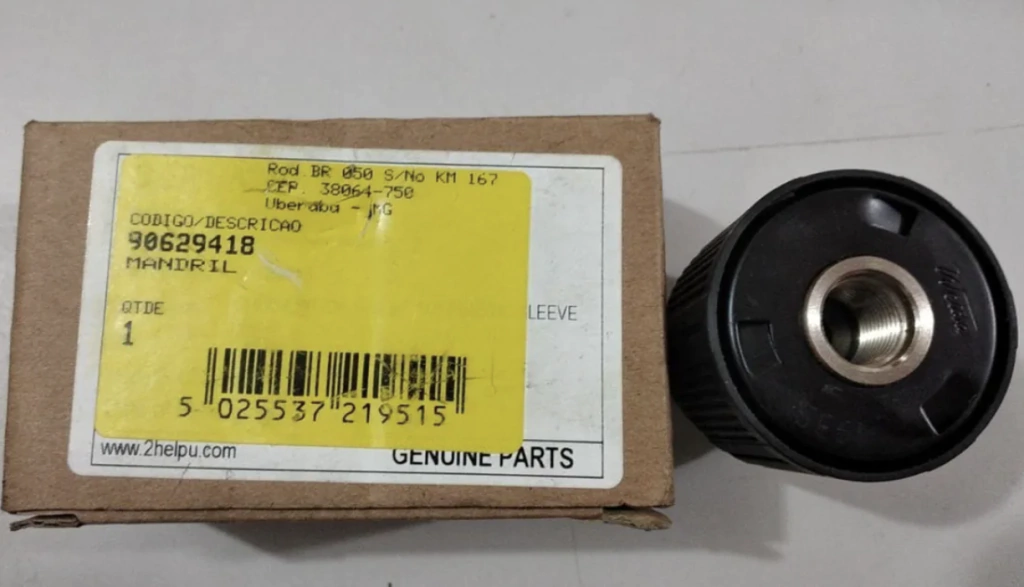 Rod BR 050 S/No KM 167
CEP. 38064-750
Uberaba - MG
CODIGO/DESCRICAO
90629418
MANDRIL
QTDE
1
LEEVE
5 025537 219515
www.2helpu.com
GENUINE PARTS